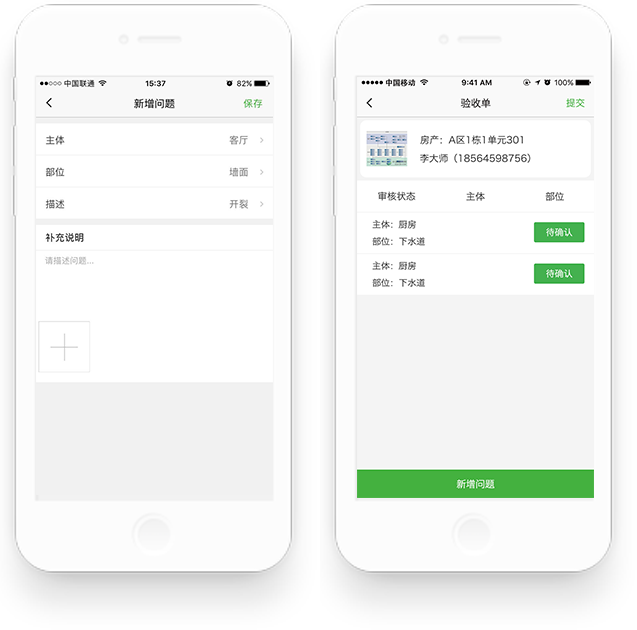 中国联通 15:37 82%
新增问题 保存
主体 客厅
部位 墙面
描述 开裂
补充说明
请描述问题...
中国移动 9:41 AM 100%
验收单 提交
房产：A区1栋1单元301
李大师（18564598756）
审核状态 主体 部位
主体：厨房
部位：下水道
待确认
主体：厨房
部位：下水道
待确认
新增问题